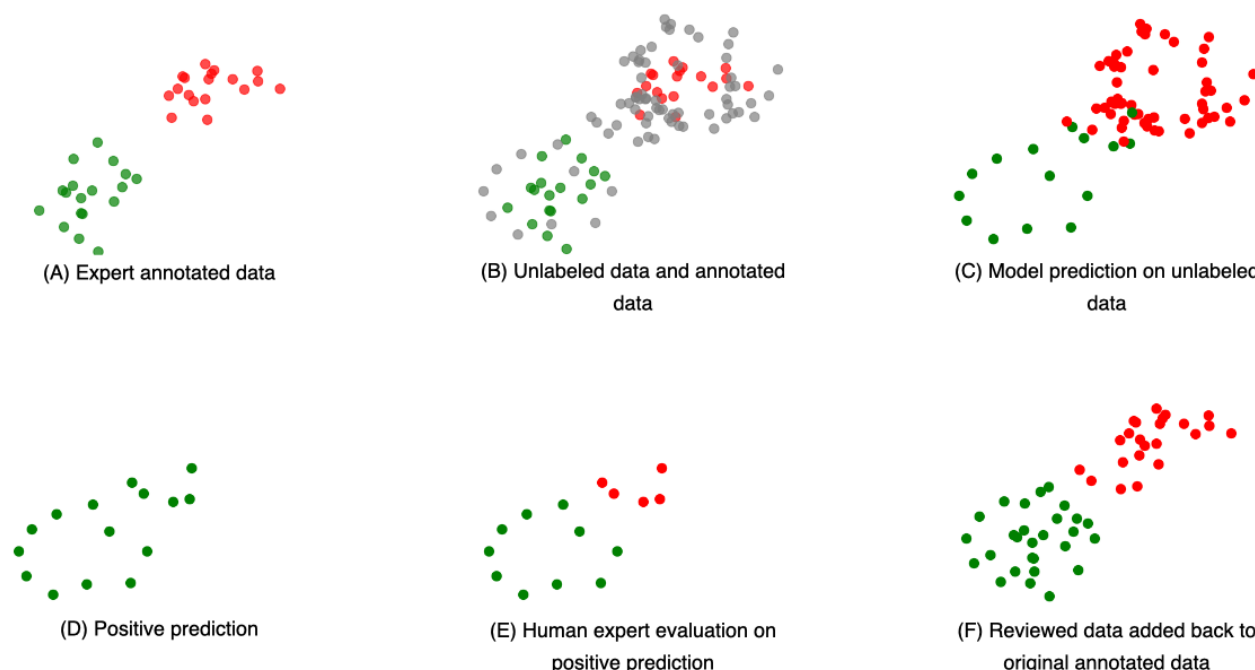 (A) Expert annotated data
(B) Unlabeled data and annotated
data
(C) Model prediction on unlabeled
data
(D) Positive prediction
(E) Human expert evaluation on
positive prediction
(F) Reviewed data added back to
original annotated data